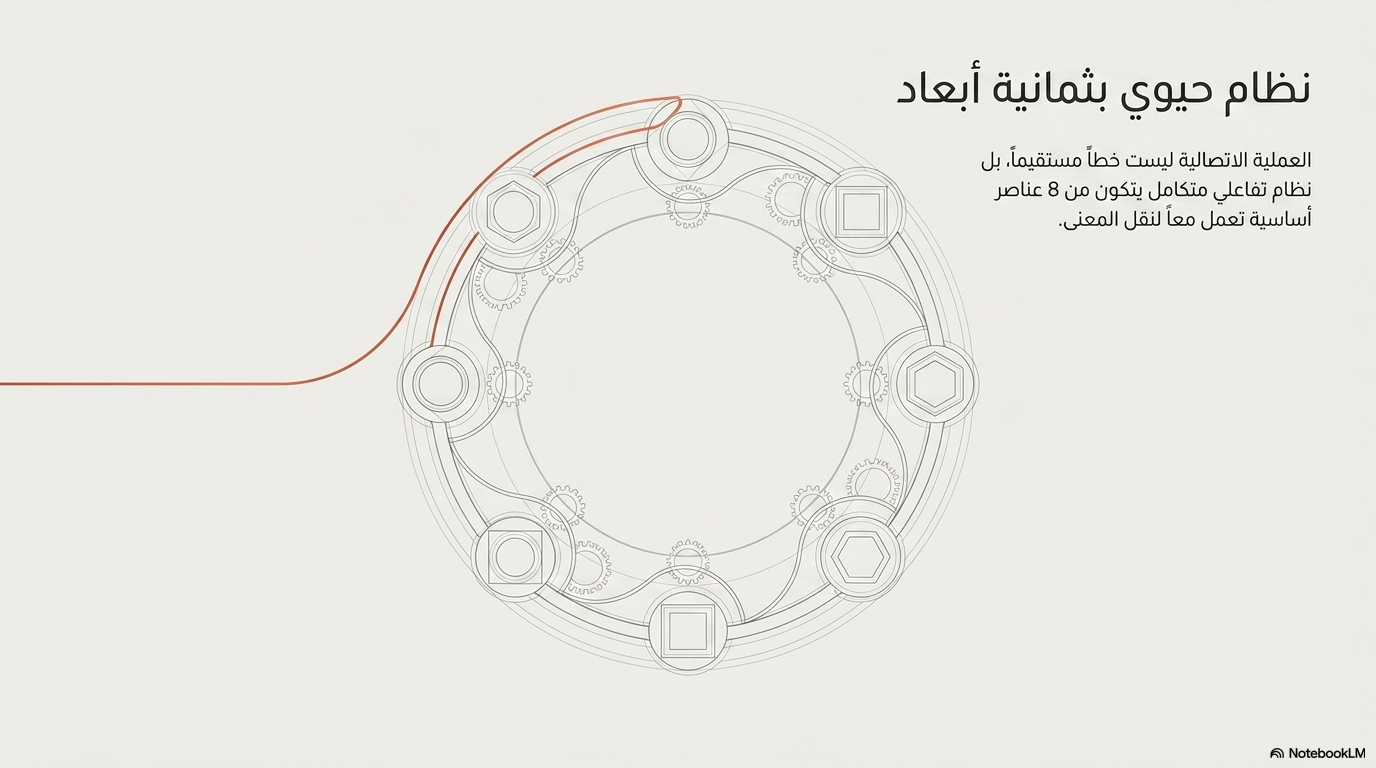 نظام حيوي بثمانية أبعاد
العملية الاتصالية ليست خطاً مستقيماً، بل
نظام تفاعلي متكامل يتكون من 8 عناصر
أساسية تعمل معاً لنقل المعنى.
NotebookLM